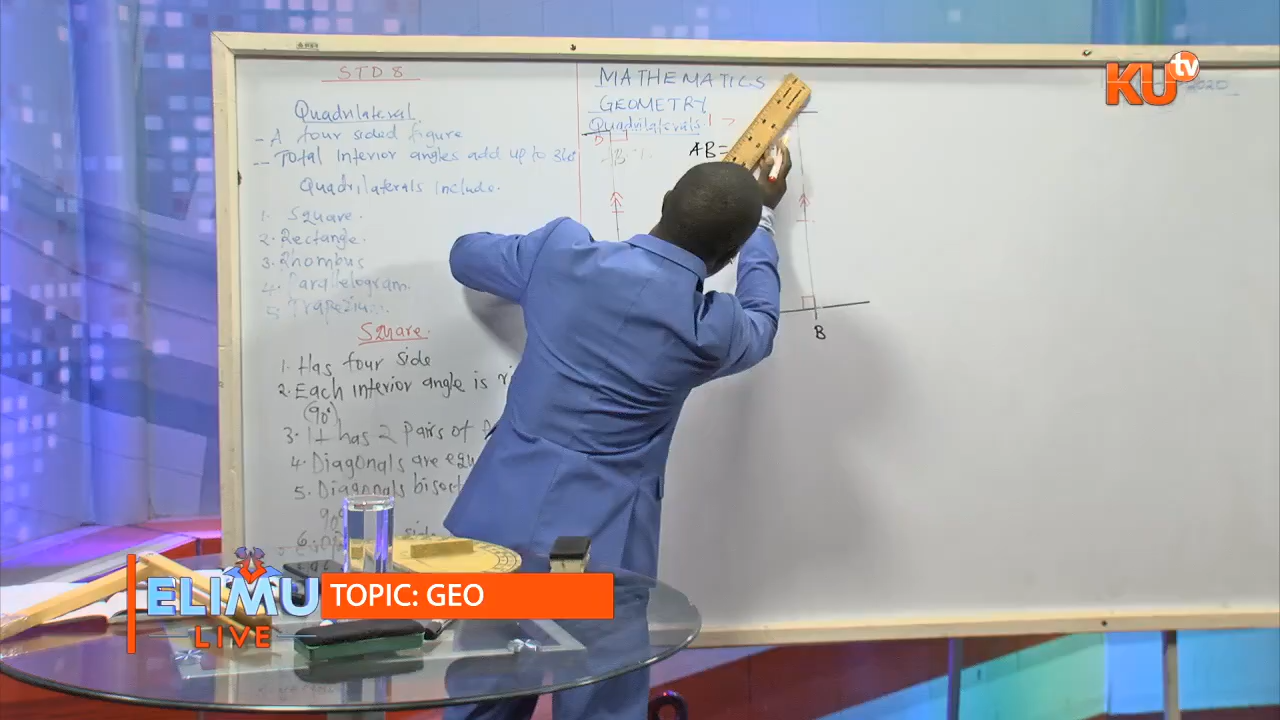 STD 8
Quadrilateral
- A four sided figure
- Total Interior angles add up to 360°
Quadrilaterals include.
1. Square.
2. Rectangle.
3. Rhombus
4. Parallelogram.
5. Trapezium.
Square.
1. Has four side
2. Each interior angle is
(90°)
3. It has 2 pairs of
4. Diagonals are
5. Diagonals
MATHEMATICS
GEOMETRY
Quadrilaterals
D
AB=
B
KU tv
2020
ELIMU
LIVE
TOPIC: GEO